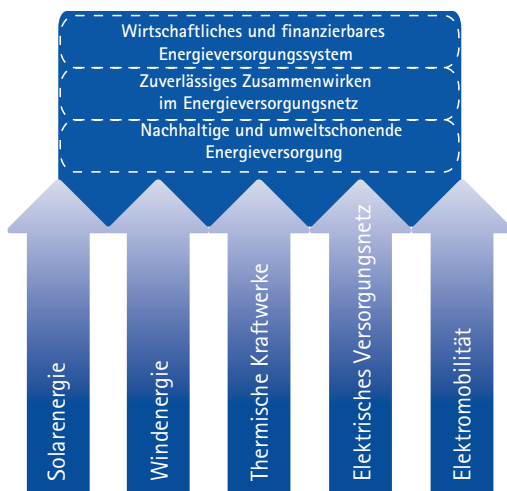 Wirtschaftliches und finanzierbares
Energieversorgungssystem
Zuverlässiges Zusammenwirken
im Energieversorgungsnetz
Nachhaltige und umweltschonende
Energieversorgung
Solarenergie
Windenergie
Thermische Kraftwerke
Elektrisches Versorgungsnetz
Elektromobilität